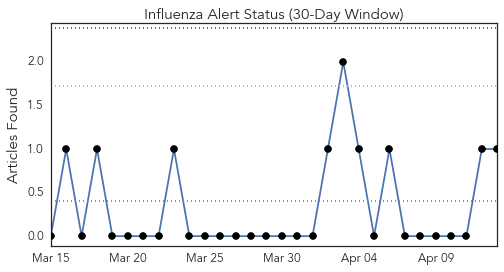 Influenza Alert Status (30-Day Window)
Articles Found
2.0
1.5
1.0
0.5
0.0
Mar 15
Mar 20
Mar 25
Mar 30
Apr 04
Apr 09